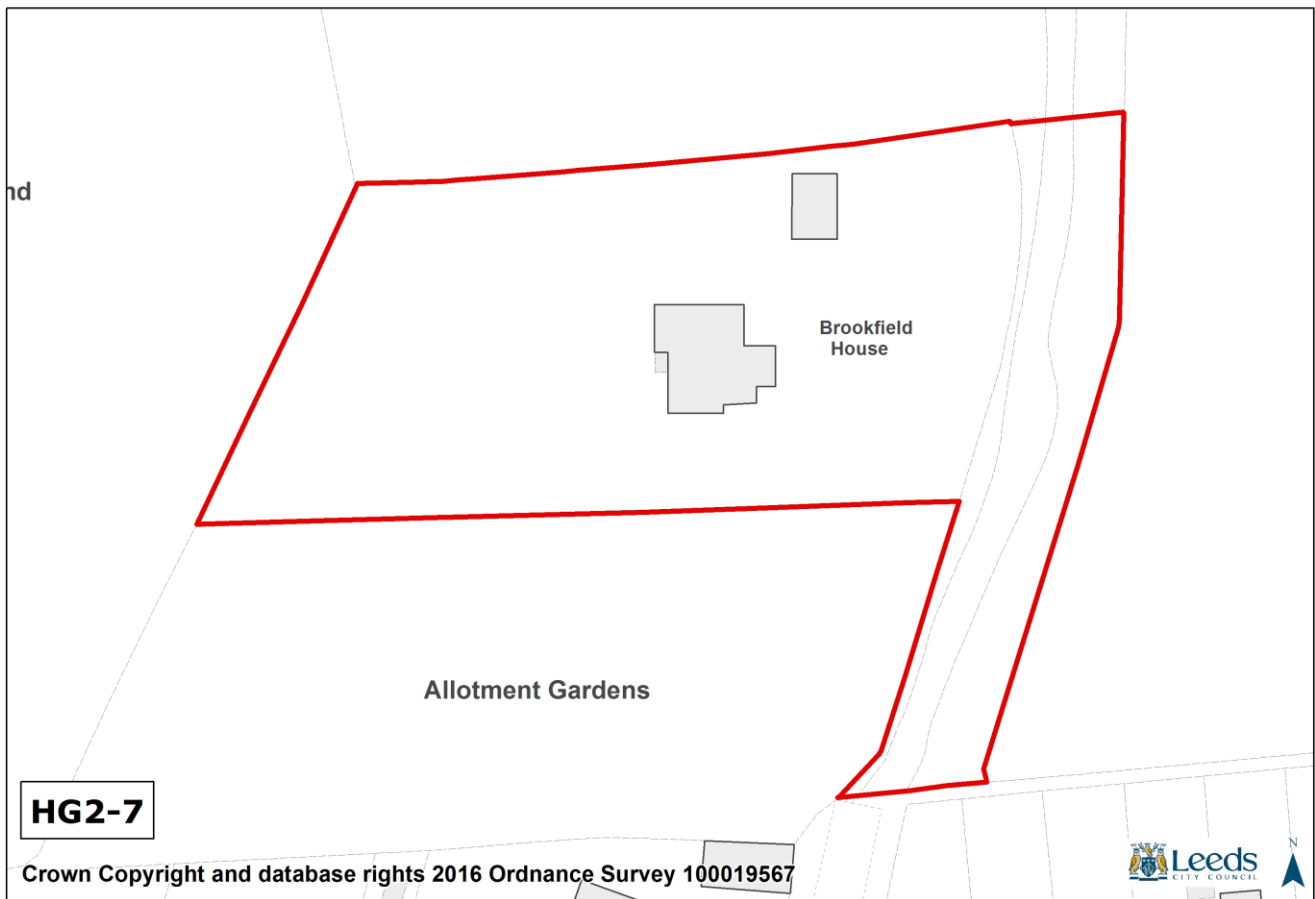 nd
Brookfield
House
Allotment Gardens
HG2-7
Crown Copyright and database rights 2016 Ordnance Survey 100019567
Leeds
CITY COUNCIL
N